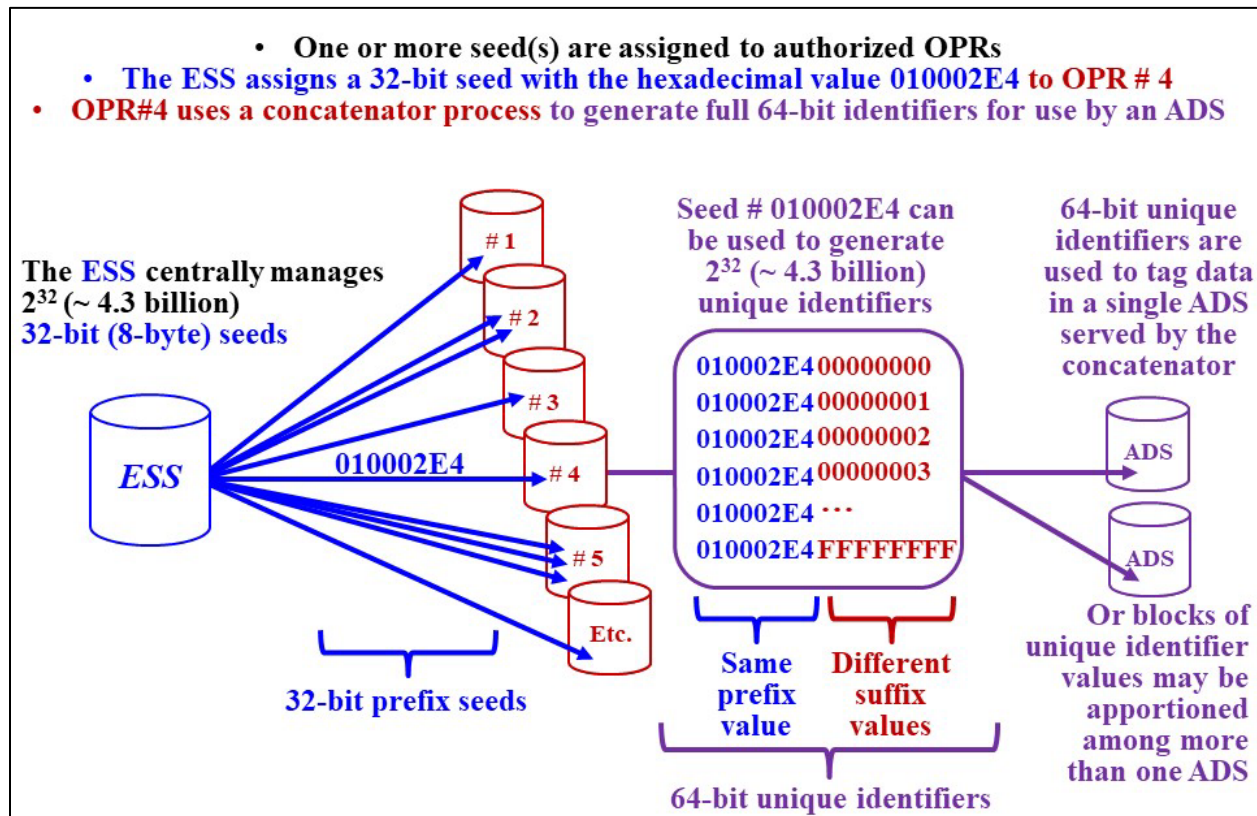 • One or more seed(s) are assigned to authorized OPRs
• The ESS assigns a 32-bit seed with the hexadecimal value 010002E4 to OPR # 4
• OPR#4 uses a concatenator process to generate full 64-bit identifiers for use by an ADS
The ESS centrally manages
2³² (~ 4.3 billion)
32-bit (8-byte) seeds
ESS
010002E4
32-bit prefix seeds
# 1
# 2
# 3
# 4
# 5
Etc.
Seed # 010002E4 can
be used to generate
2³² (~ 4.3 billion)
unique identifiers
010002E4 00000000
010002E4 00000001
010002E4 00000002
010002E4 00000003
010002E4 ...
010002E4 FFFFFFFF
Same
prefix
value
Different
suffix
values
64-bit unique identifiers
64-bit unique
identifiers are
used to tag data
in a single ADS
served by the
concatenator
ADS
ADS
Or blocks of
unique identifier
values may be
apportioned
among more
than one ADS